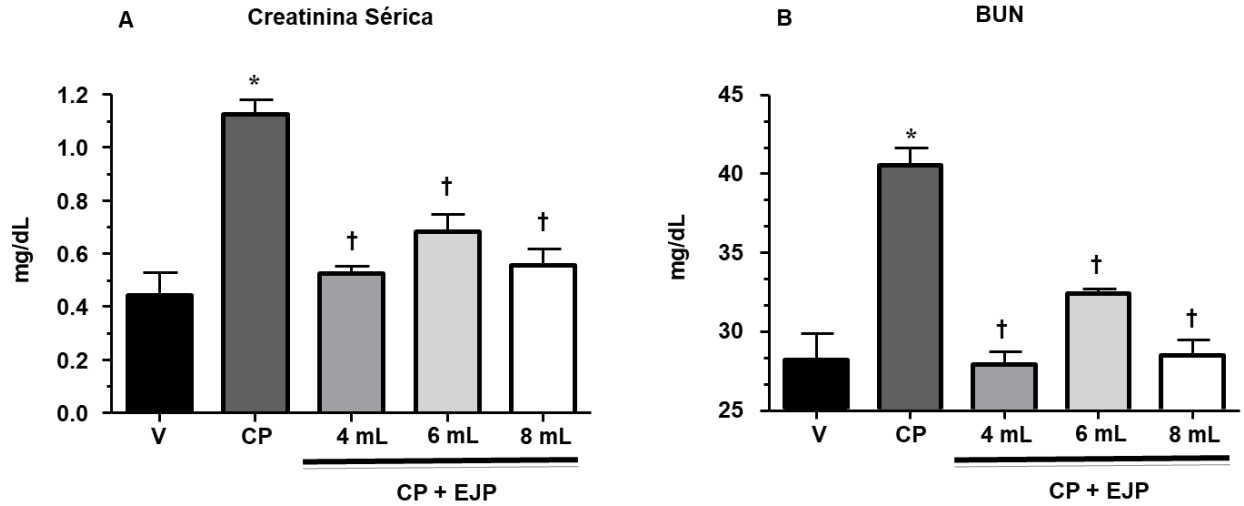 A Creatinina Sérica
mg/dL
1.2
1.0
0.8
0.6
0.4
0.2
0.0
*
†
†
†
V CP 4 mL 6 mL 8 mL
CP + EJP
B BUN
mg/dL
45
40
35
30
25
*
†
†
†
V CP 4 mL 6 mL 8 mL
CP + EJP